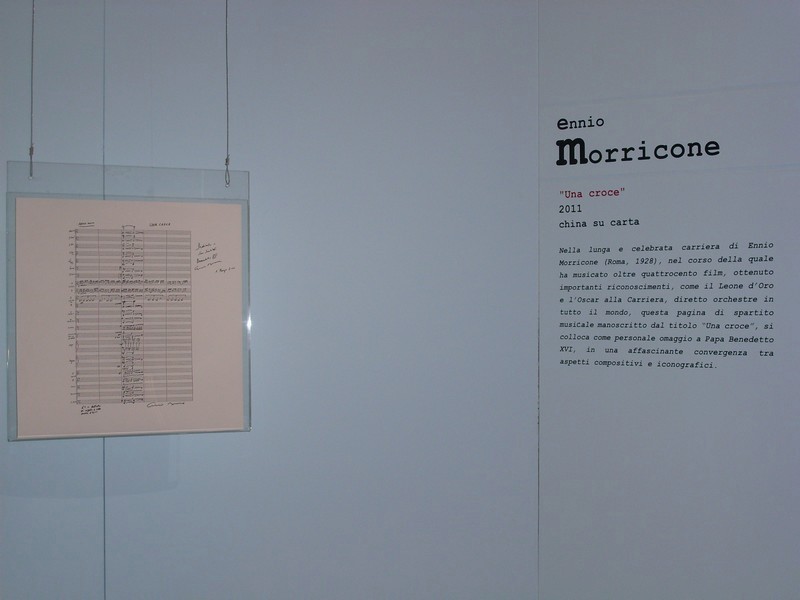 ennio
morricone
"Una croce"
2011
china su carta
Nella lunga e celebrata carriera di Ennio
Morricone (Roma, 1928), nel corso della quale
ha musicato oltre quattrocento film, ottenuto
importanti riconoscimenti, come il Leone d'Oro
e l'Oscar alla Carriera, diretto orchestre in
tutto il mondo, questa pagina di spartito
musicale manoscritto dal titolo "Una croce", si
colloca come personale omaggio a Papa Benedetto
XVI, in una affascinante convergenza tra
aspetti compositivi e iconografici.